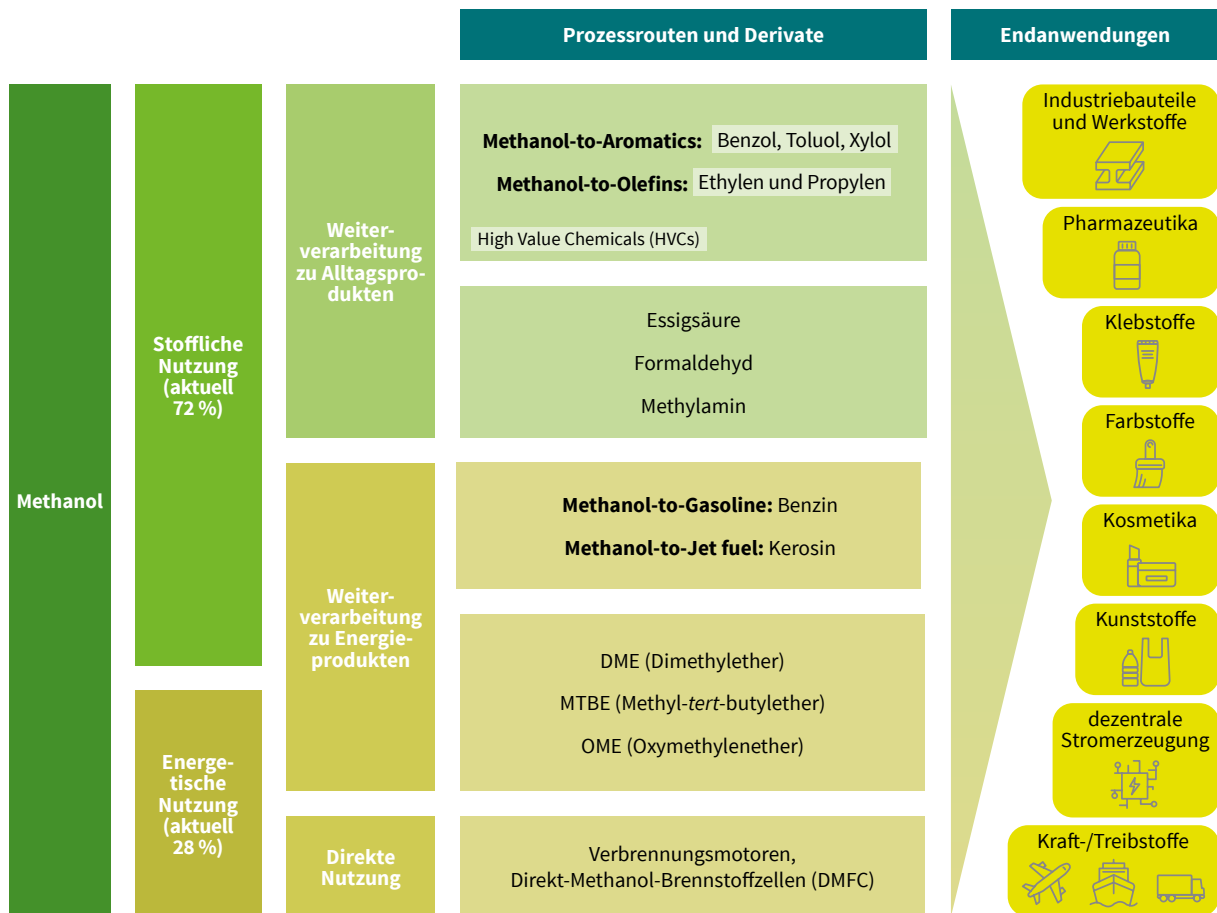 Prozessrouten und Derivate
Endanwendungen
Methanol
Stoffliche
Nutzung
(aktuell
72 %)
Energe-
tische
Nutzung
(aktuell
28 %)
Weiter-
verarbeitung
zu Alltagspro-
dukten
Weiter-
verarbeitung
zu Energie-
produkten
Direkte
Nutzung
Methanol-to-Aromatics: Benzol, Toluol, Xylol
Methanol-to-Olefins: Ethylen und Propylen
High Value Chemicals (HVCs)
Essigsäure
Formaldehyd
Methylamin
Methanol-to-Gasoline: Benzin
Methanol-to-Jet fuel: Kerosin
DME (Dimethylether)
MTBE (Methyl-tert-butylether)
OME (Oxymethylenether)
Verbrennungsmotoren,
Direkt-Methanol-Brennstoffzellen (DMFC)
Industriebauteile
und Werkstoffe
Pharmazeutika
Klebstoffe
Farbstoffe
Kosmetika
Kunststoffe
dezentrale
Stromerzeugung
Kraft-/Treibstoffe